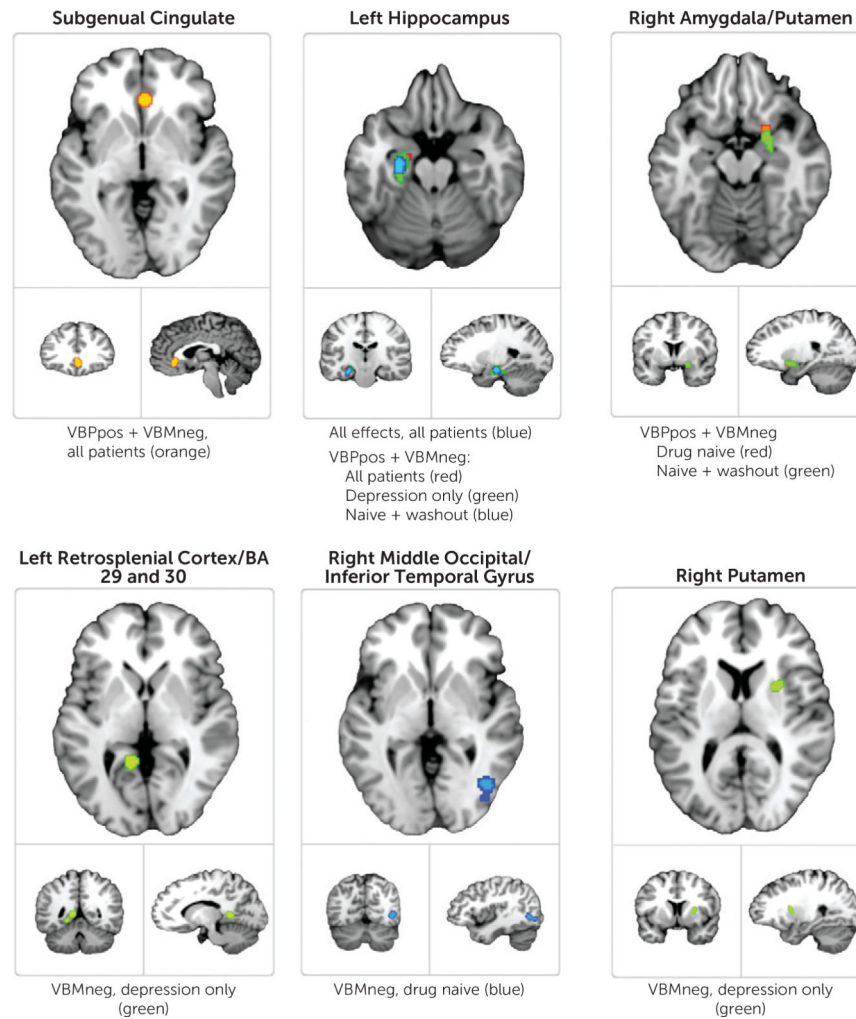 Subgenual Cingulate
VBPpos + VBMneg,
all patients (orange)
Left Hippocampus
All effects, all patients (blue)
VBPpos + VBMneg:
All patients (red)
Depression only (green)
Naive + washout (blue)
Right Amygdala/Putamen
VBPpos + VBMneg
Drug naive (red)
Naive + washout (green)
Left Retrosplenial Cortex/BA
29 and 30
VBMneg, depression only
(green)
Right Middle Occipital/
Inferior Temporal Gyrus
VBMneg, drug naive (blue)
Right Putamen
VBMneg, depression only
(green)